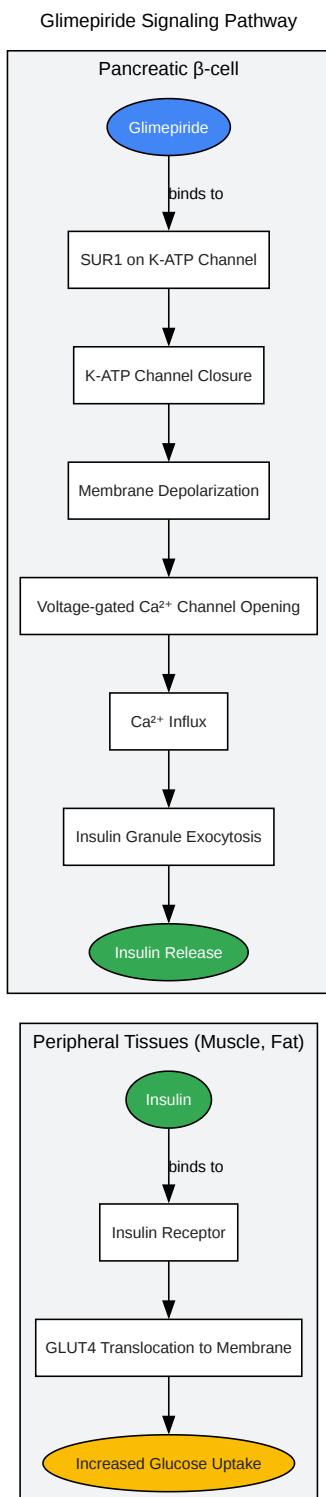 Glimepiride Signaling Pathway
Pancreatic β-cell
Glimepiride
binds to
SUR1 on K-ATP Channel
K-ATP Channel Closure
Membrane Depolarization
Voltage-gated Ca²⁺ Channel Opening
Ca²⁺ Influx
Insulin Granule Exocytosis
Insulin Release
Peripheral Tissues (Muscle, Fat)
Insulin
binds to
Insulin Receptor
GLUT4 Translocation to Membrane
Increased Glucose Uptake